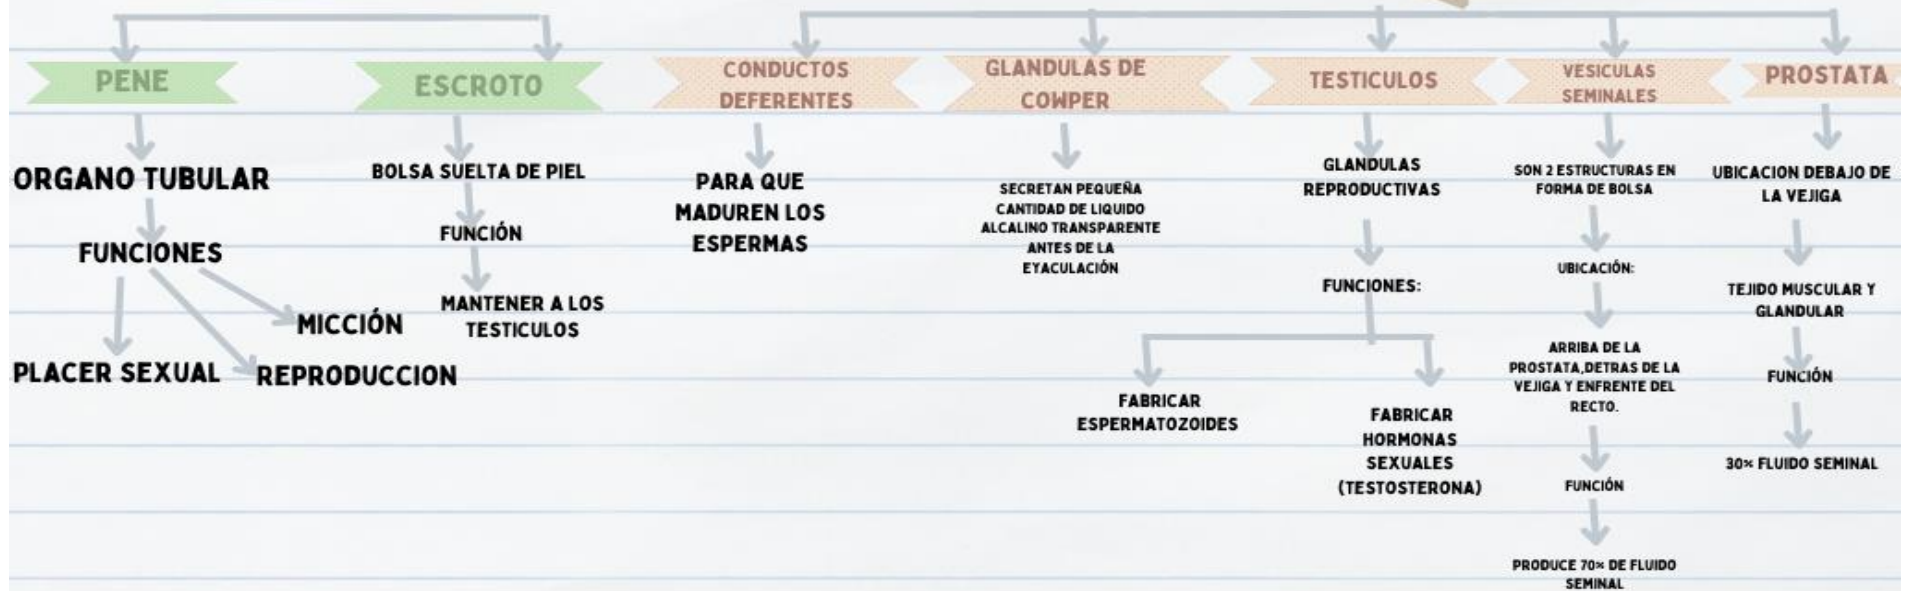 PENE
ORGANO TUBULAR
FUNCIONES
MICCIÓN
PLACER SEXUAL
REPRODUCCION
ESCROTO
BOLSA SUELTA DE PIEL
FUNCIÓN
MANTENER A LOS
TESTICULOS
CONDUCTOS
DEFERENTES
PARA QUE
MADUREN LOS
ESPERMAS
GLANDULAS DE
COWPER
SECRETAN PEQUEÑA
CANTIDAD DE LIQUIDO
ALCALINO TRANSPARENTE
ANTES DE LA
EYACULACIÓN
TESTICULOS
GLANDULAS
REPRODUCTIVAS
FUNCIONES:
FABRICAR
ESPERMATOZOIDES
FABRICAR
HORMONAS
SEXUALES
(TESTOSTERONA)
VESICULAS
SEMINALES
SON 2 ESTRUCTURAS EN
FORMA DE BOLSA
UBICACIÓN:
ARRIBA DE LA
PROSTATA,DETRAS DE LA
VEJIGA Y ENFRENTE DEL
RECTO.
FUNCIÓN
PRODUCE 70% DE FLUIDO
SEMINAL
PROSTATA
UBICACION DEBAJO DE
LA VEJIGA
TEJIDO MUSCULAR Y
GLANDULAR
FUNCIÓN
30% FLUIDO SEMINAL